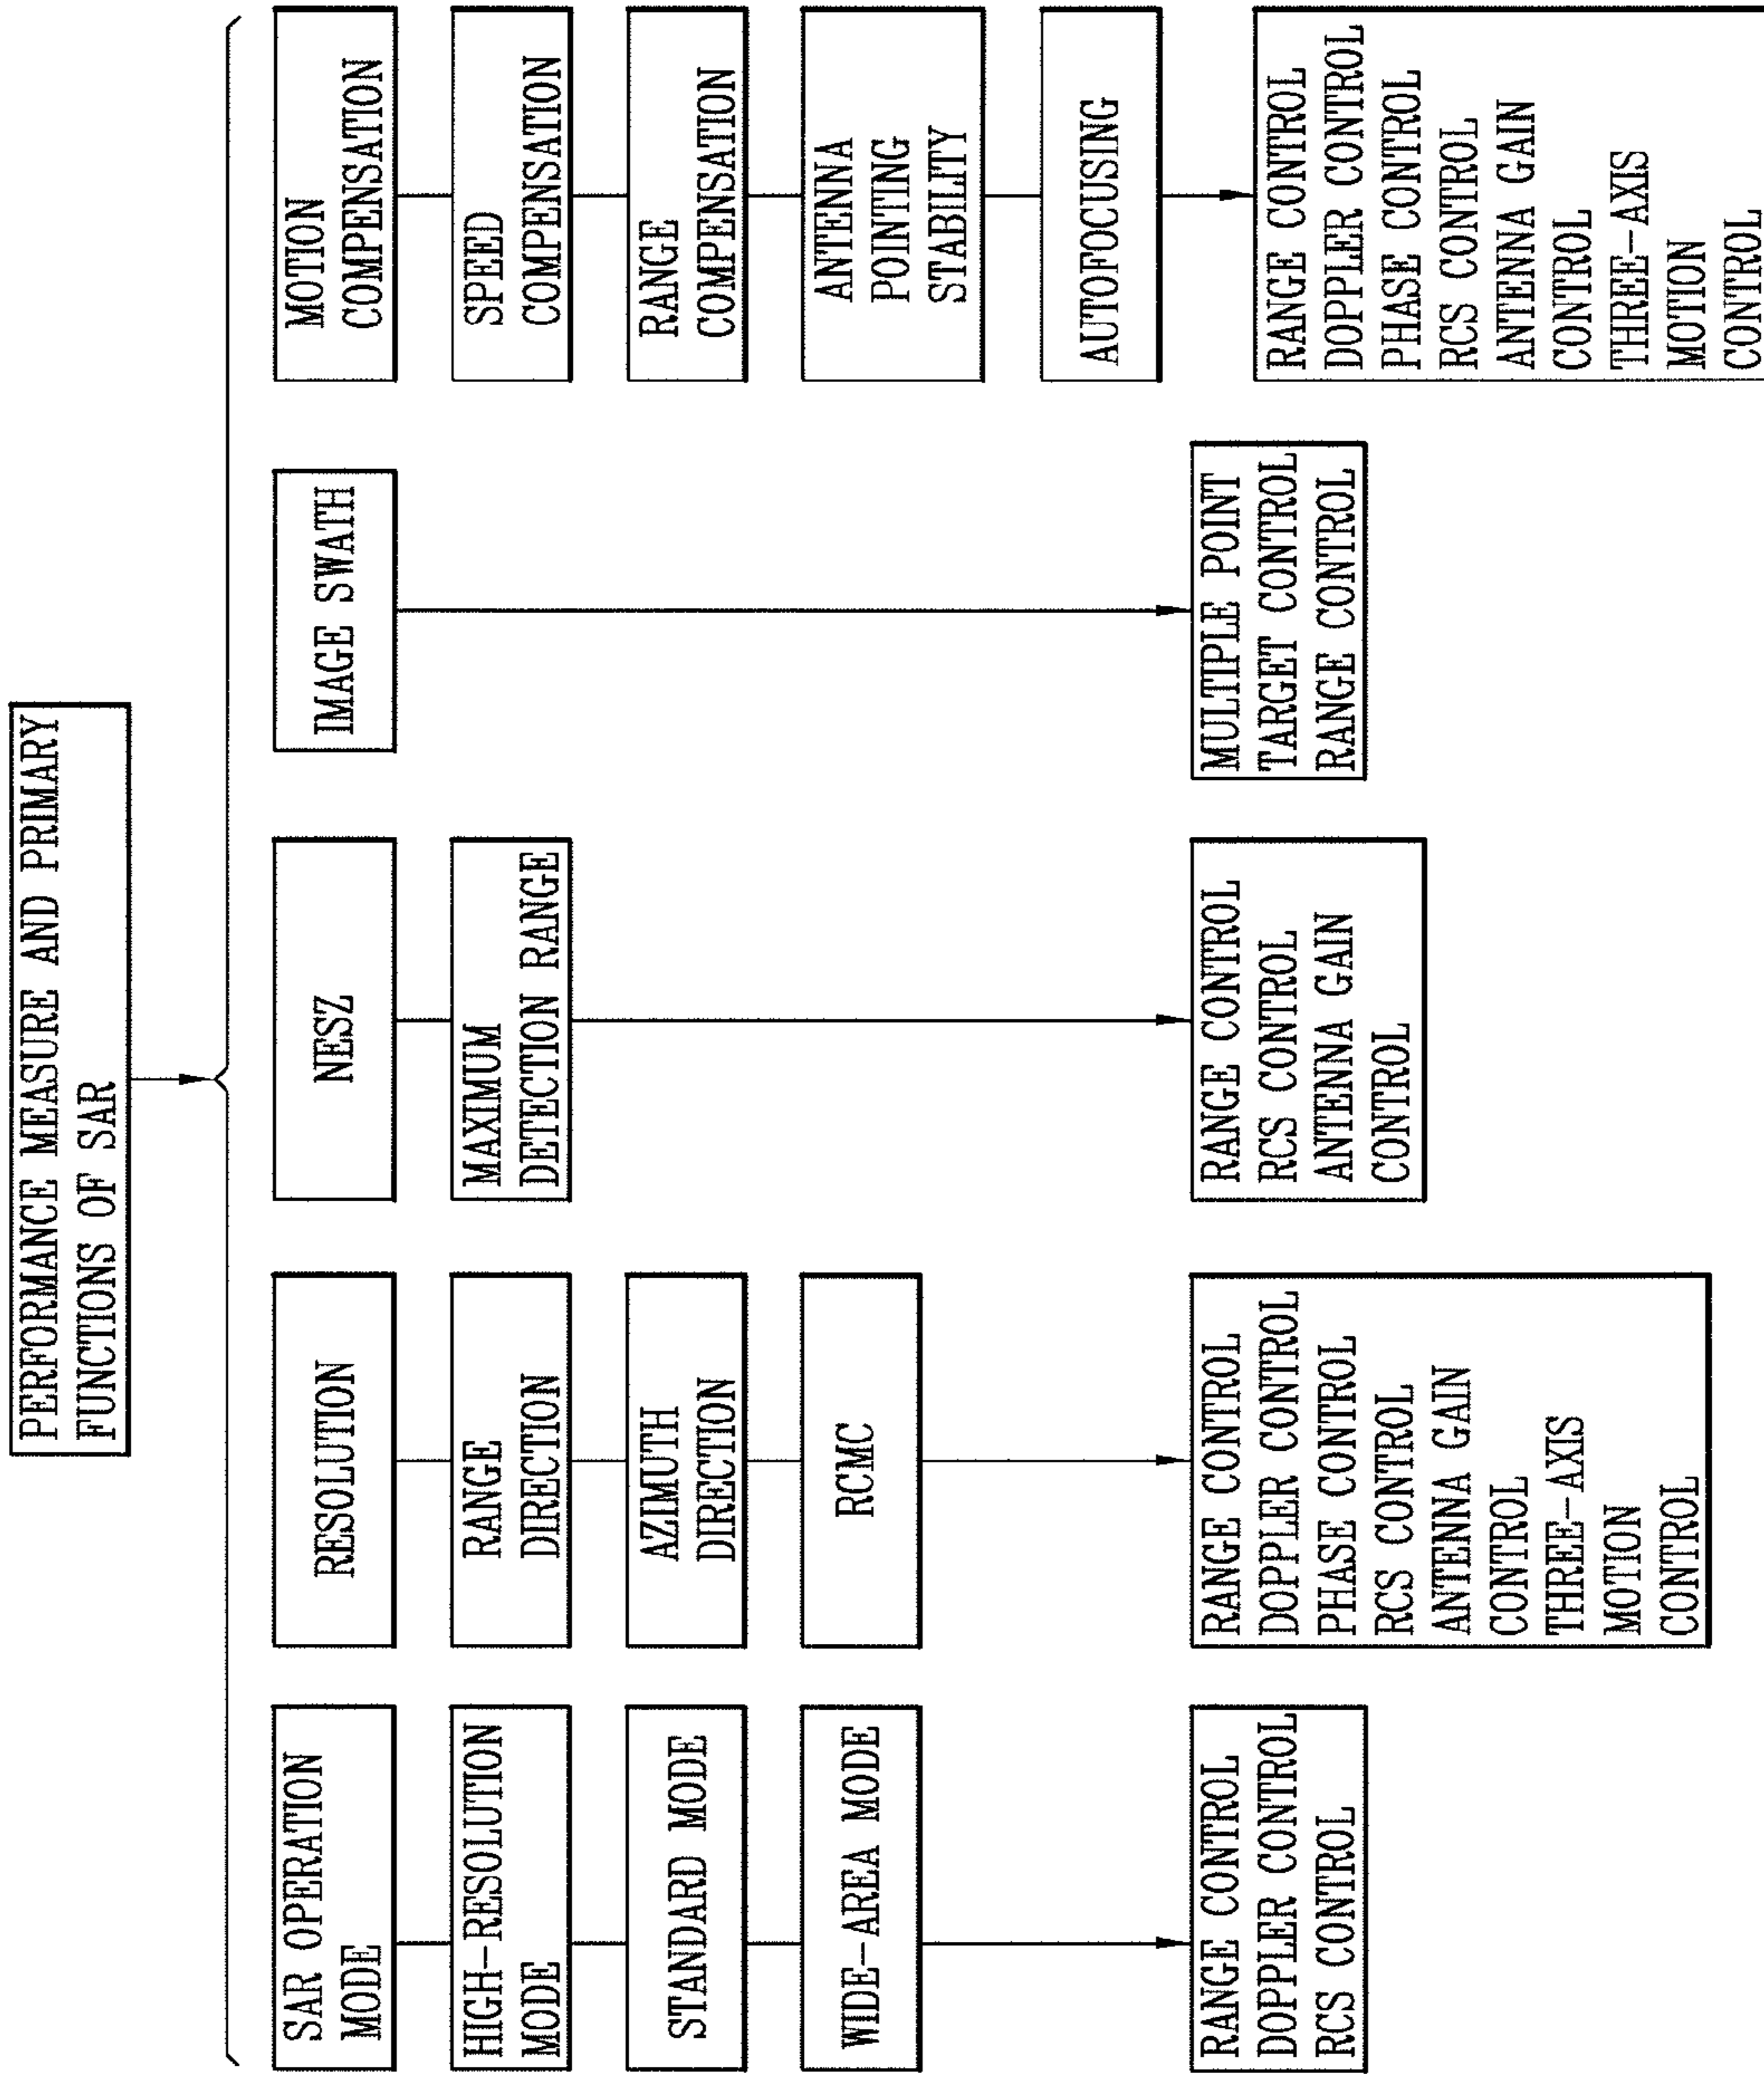 PERFORMANCE MEASURE AND PRIMARY
FUNCTIONS OF SAR
SAR OPERATION
MODE
HIGH-RESOLUTION
MODE
STANDARD MODE
WIDE-AREA MODE
RANGE CONTROL
DOPPLER CONTROL
RCS CONTROL
RESOLUTION
RANGE
DIRECTION
AZIMUTH
DIRECTION
RCMC
RANGE CONTROL
DOPPLER CONTROL
PHASE CONTROL
RCS CONTROL
ANTENNA GAIN
CONTROL
THREE-AXIS
MOTION
CONTROL
NESZ
MAXIMUM
DETECTION RANGE
RANGE CONTROL
RCS CONTROL
ANTENNA GAIN
CONTROL
IMAGE SWATH
MULTIPLE POINT
TARGET CONTROL
RANGE CONTROL
MOTION
COMPENSATION
SPEED
COMPENSATION
RANGE
COMPENSATION
ANTENNA
POINTING
STABILITY
AUTOFOCUSING
RANGE CONTROL
DOPPLER CONTROL
PHASE CONTROL
RCS CONTROL
ANTENNA GAIN
CONTROL
THREE-AXIS
MOTION
CONTROL